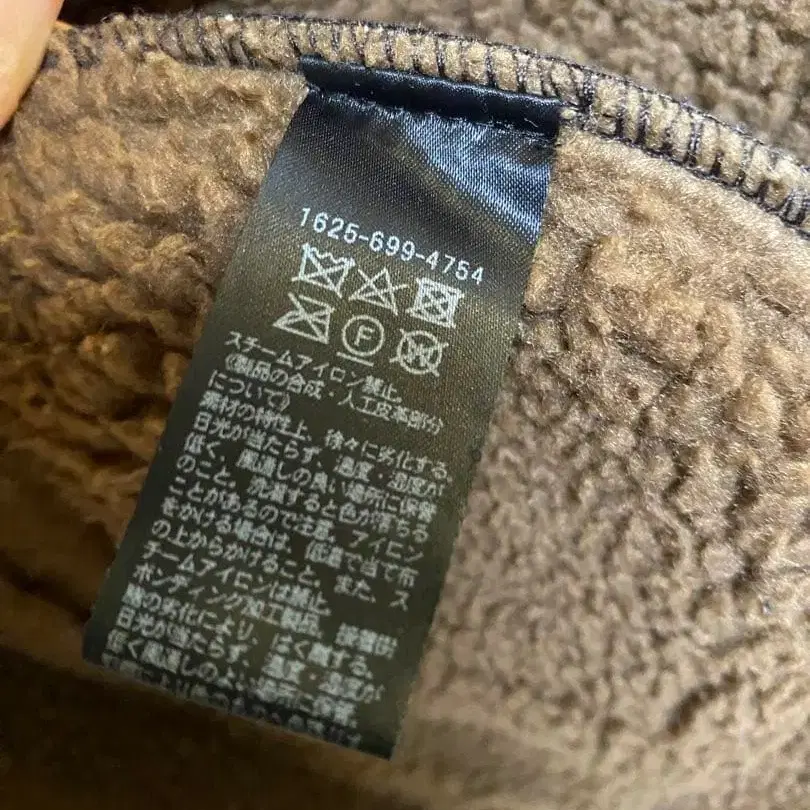 1625-699-4754
F
W
スチームアイロン禁止。
《製品の合成・人工皮革部分
について》
素材の特性上、徐々に劣化する。
日光が当たらず、温度・湿度が
低く、風通しの良い場所に保管
のこと。洗濯すると色が落ちる
ことがあるので注意。アイロン
をかける場合は、低温で当て布
の上からかけること。また、ス
チームアイロンは禁止。
ボンディング加工製品。接着樹
脂の劣化により、はく離する。
日光が当たらず、温度・湿度が
低く風通しのよい場所に保管。